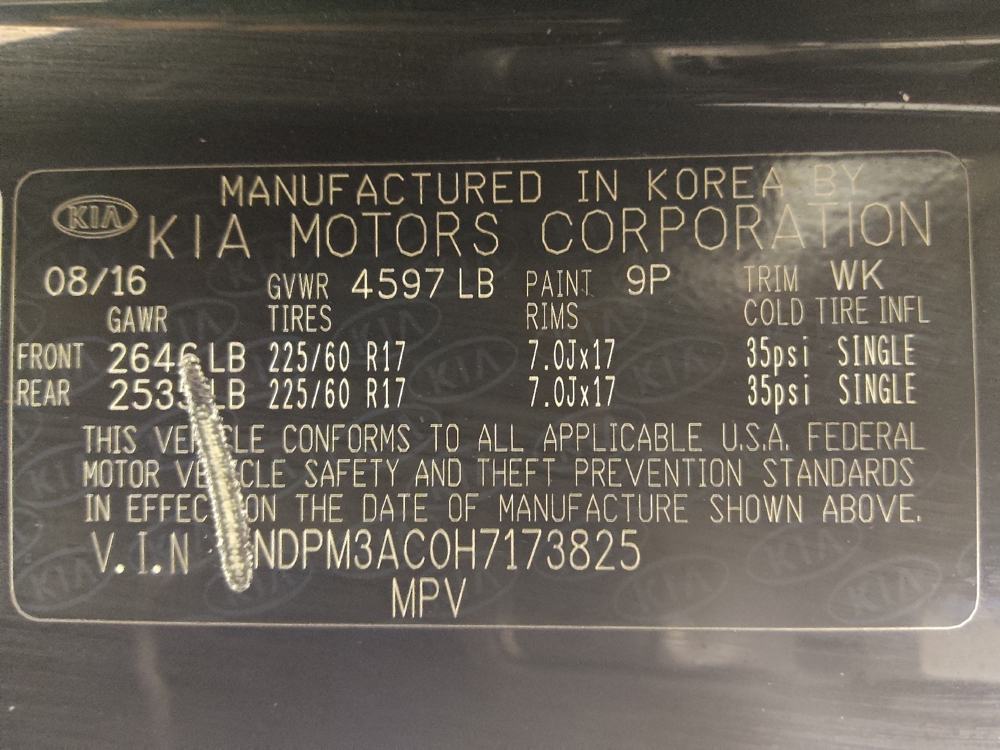 MANUFACTURED IN KOREA BY
KIA KIA MOTORS CORPORATION
08/16 GVWR 4597 LB PAINT 9P TRIM WK
GAWR TIRES RIMS COLD TIRE INFL
FRONT 2646 LB 225/60 R17 7.0Jx17 35psi SINGLE
REAR LB 225/60 R17 7.0Jx17 35psi SINGLE
THIS CONFORMS TO ALL APPLICABLE U.S.A. FEDERAL
MOTOR SAFETY AND THEFT PREVENTION STANDARDS
IN ON THE DATE OF MANUFACTURE SHOWN ABOVE.
V.I.N NDPM3AC0H7173825
MPV